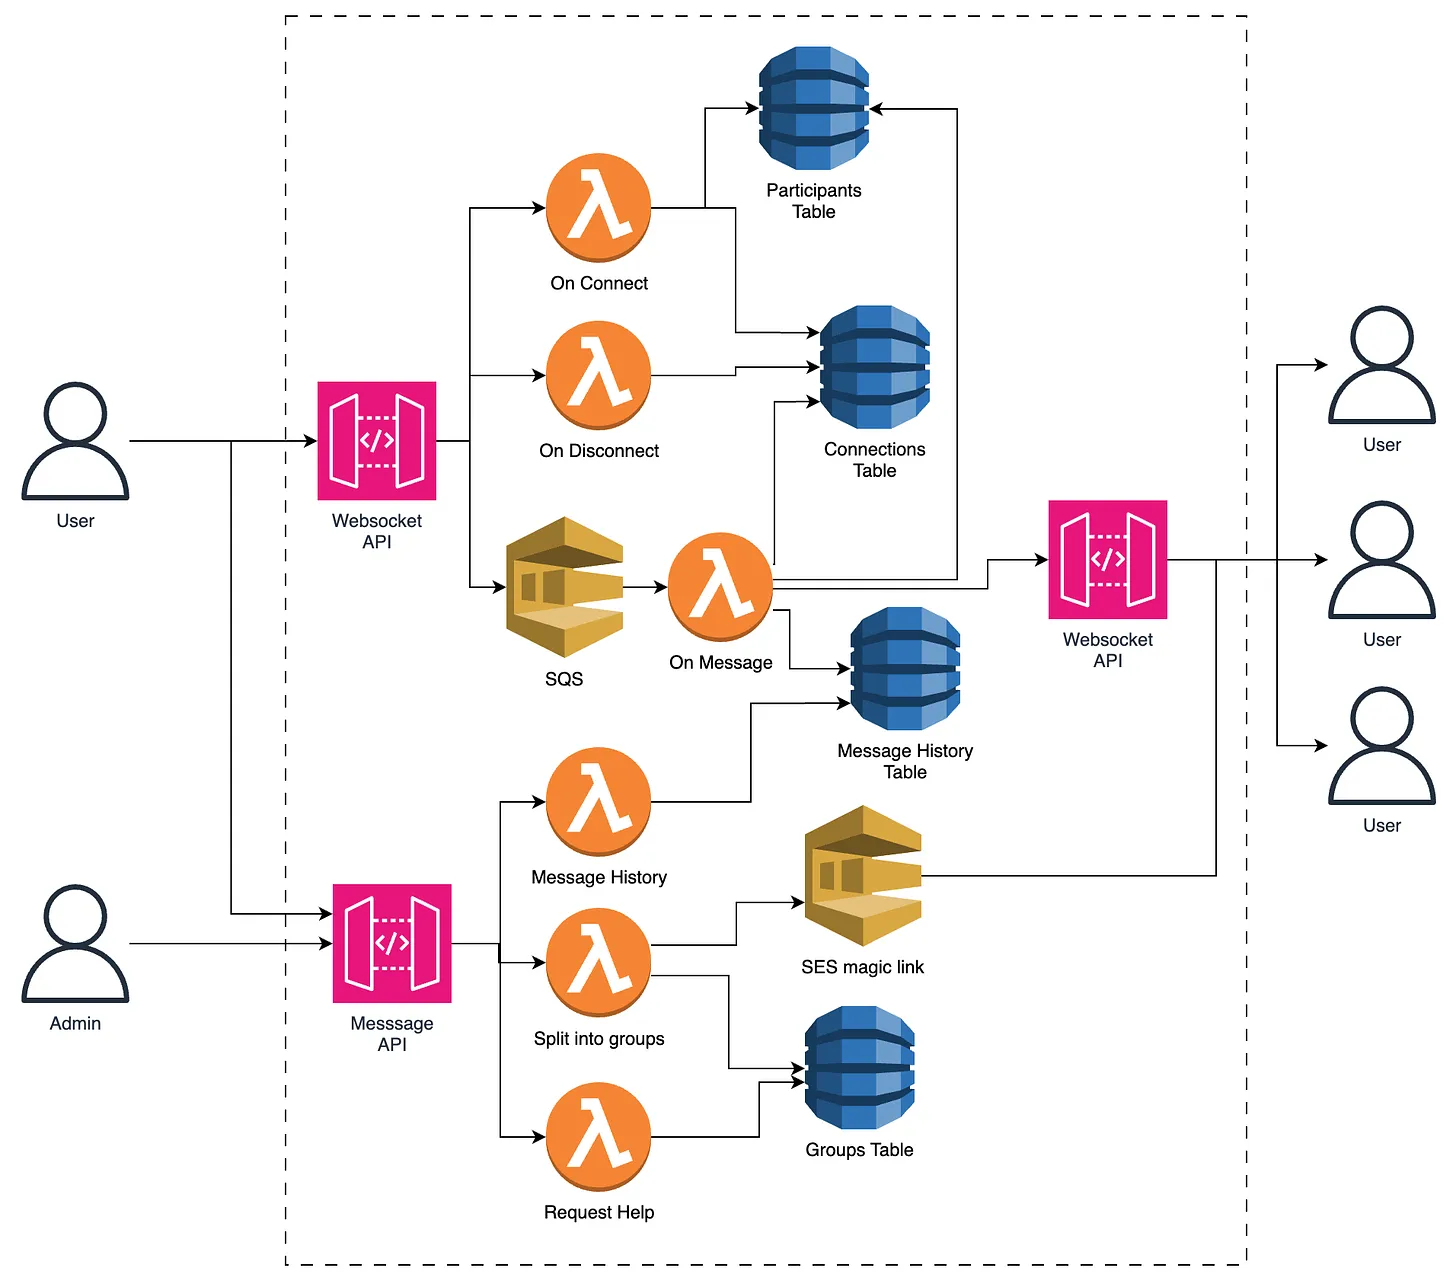 Participants
Table
On Connect
On Disconnect
Connections
Table
User
Websocket
API
User
SQS
On Message
Websocket
API
User
Message History
Table
User
Message History
SES magic link
Admin
Messsage
API
Split into groups
Groups Table
Request Help